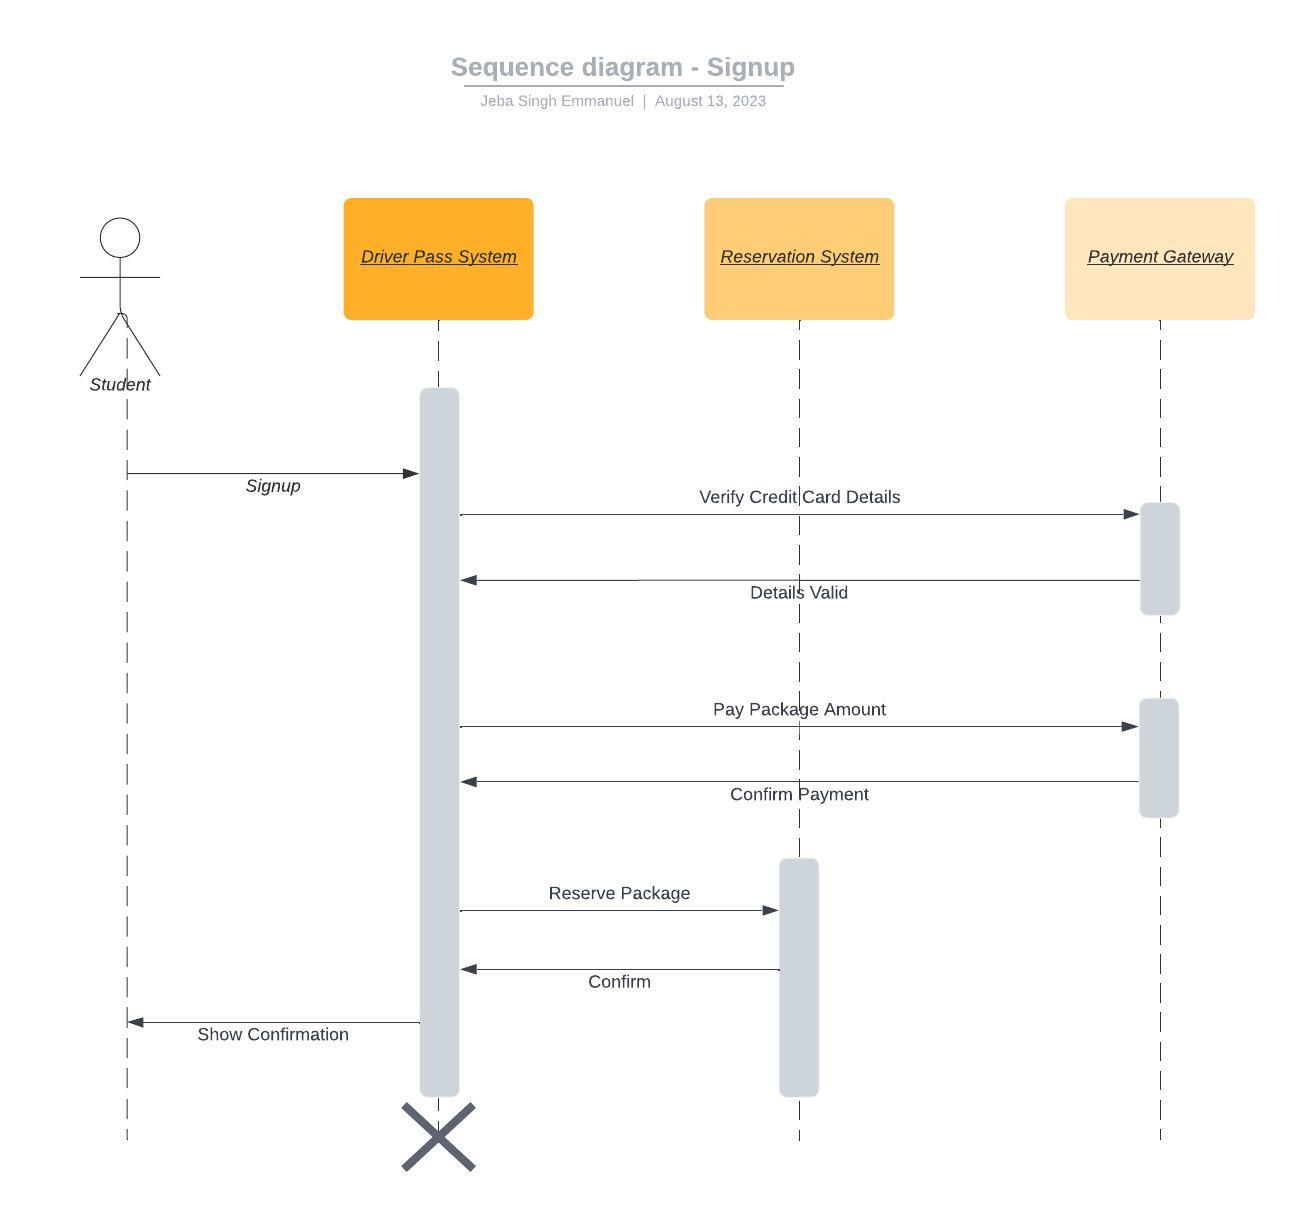 Sequence diagram - Signup
Jeba Singh Emmanuel | August 13, 2023
Driver Pass System
Reservation System
Payment Gateway
Student
Signup
Verify Credit Card Details
Details Valid
Pay Package Amount
Confirm Payment
Reserve Package
Confirm
Show Confirmation